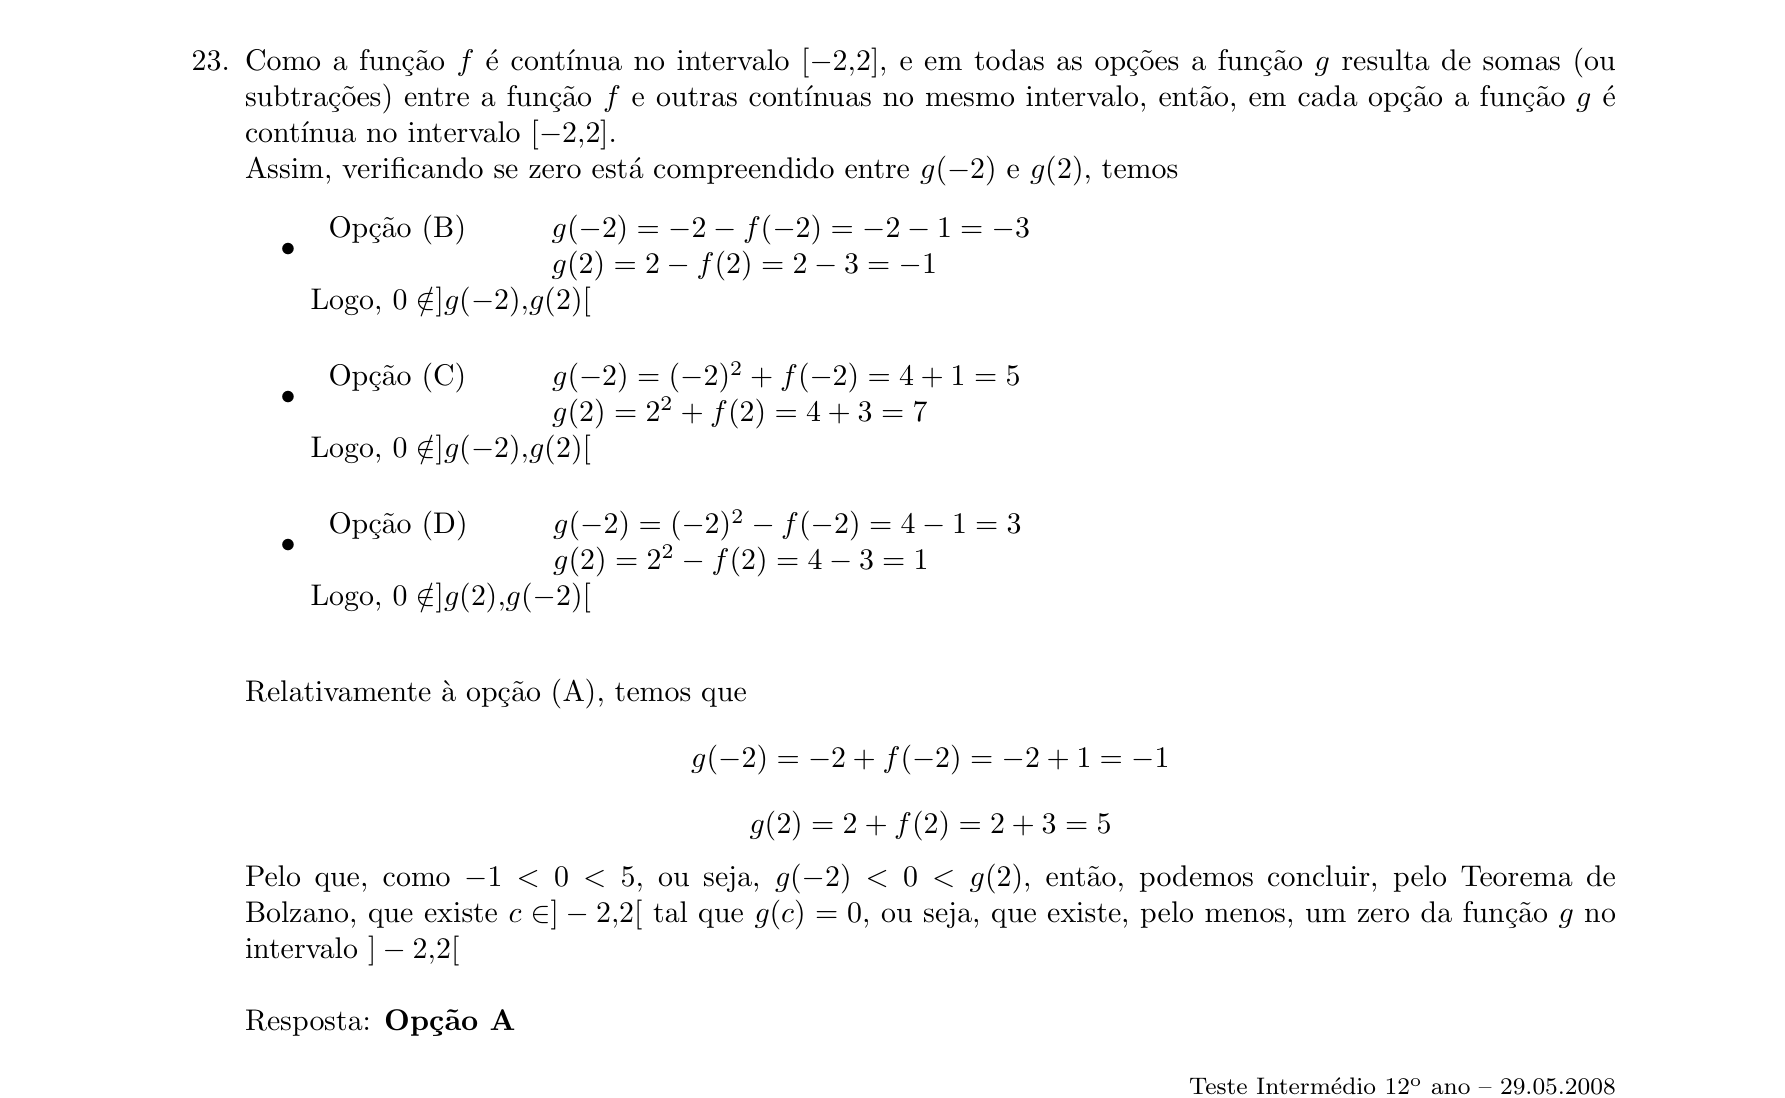 23. Como a função f é contínua no intervalo [−2,2], e em todas as opções a função g resulta de somas (ou
subtrações) entre a função f e outras contínuas no mesmo intervalo, então, em cada opção a função g é
contínua no intervalo [−2,2].
Assim, verificando se zero está compreendido entre g(−2) e g(2), temos
• Opção (B) g(−2) = −2 − f(−2) = −2 − 1 = −3
g(2) = 2 − f(2) = 2 − 3 = −1
Logo, 0 ∉]g(−2),g(2)[
• Opção (C) g(−2) = (−2)² + f(−2) = 4 + 1 = 5
g(2) = 2² + f(2) = 4 + 3 = 7
Logo, 0 ∉]g(−2),g(2)[
• Opção (D) g(−2) = (−2)² − f(−2) = 4 − 1 = 3
g(2) = 2² − f(2) = 4 − 3 = 1
Logo, 0 ∉]g(2),g(−2)[
Relativamente à opção (A), temos que
g(−2) = −2 + f(−2) = −2 + 1 = −1
g(2) = 2 + f(2) = 2 + 3 = 5
Pelo que, como −1 < 0 < 5, ou seja, g(−2) < 0 < g(2), então, podemos concluir, pelo Teorema de
Bolzano, que existe c ∈] − 2,2[ tal que g(c) = 0, ou seja, que existe, pelo menos, um zero da função g no
intervalo ] − 2,2[
Resposta: Opção A
Teste Intermédio 12º ano – 29.05.2008